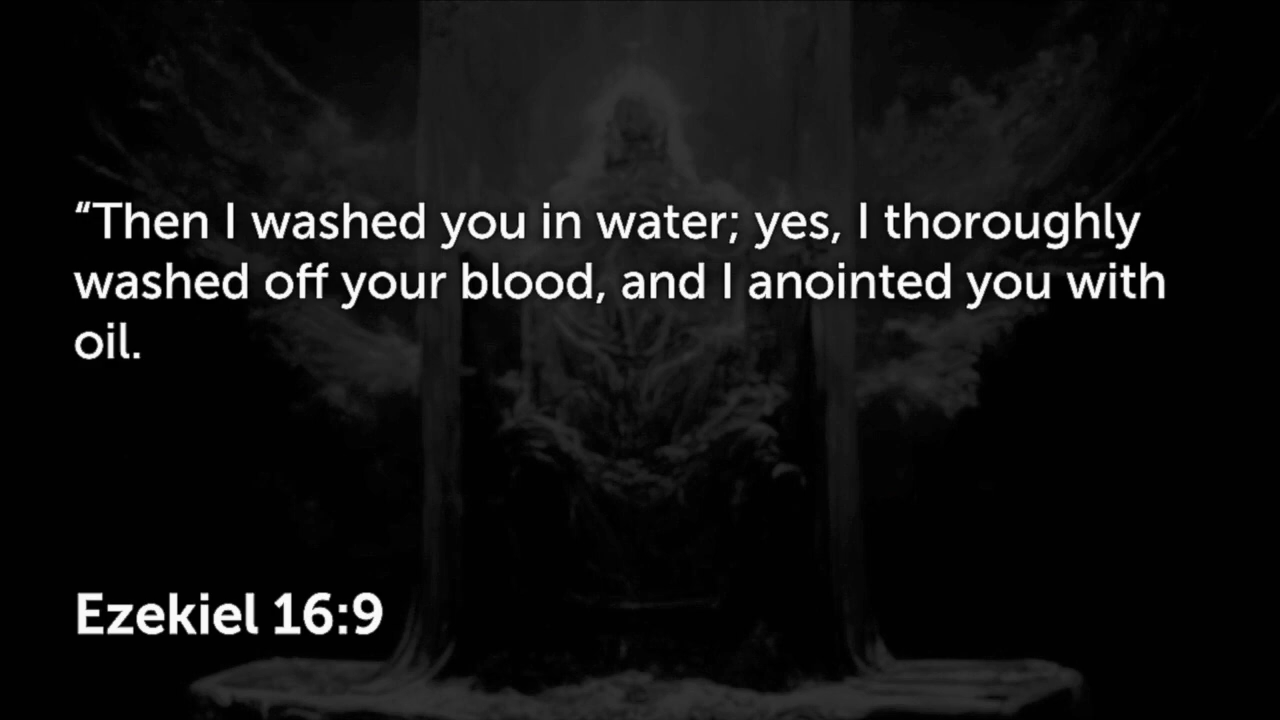 “Then I washed you in water; yes, I thoroughly
washed off your blood, and I anointed you with
oil.
Ezekiel 16:9